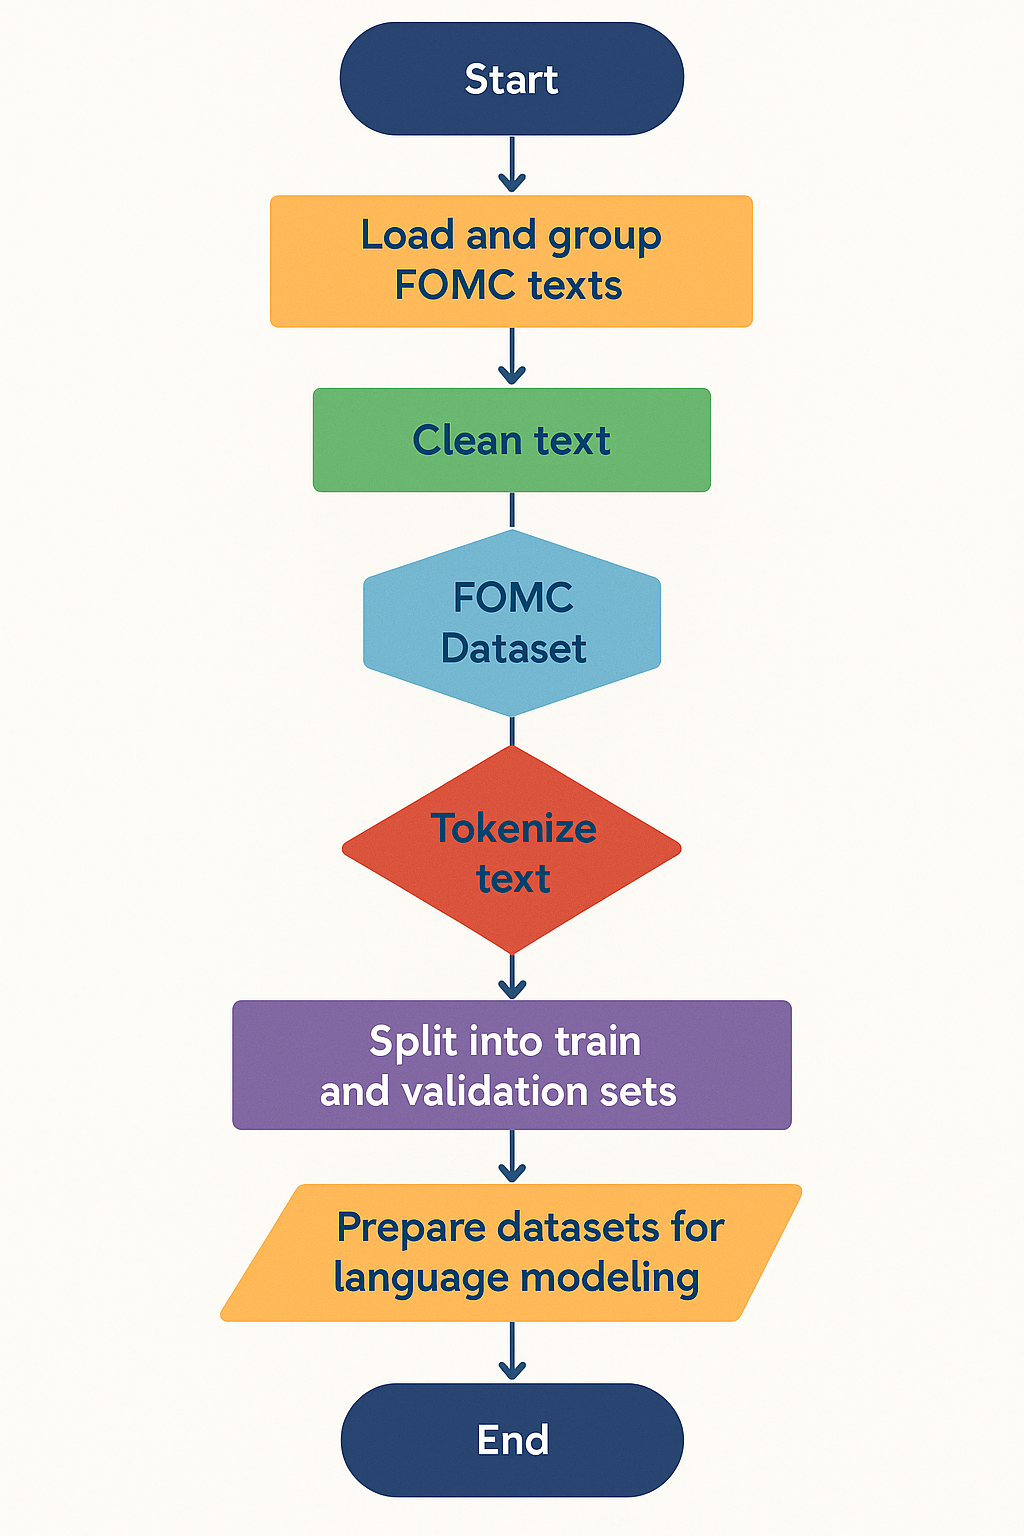 Start
Load and group
FOMC texts
Clean text
FOMC
Dataset
Tokenize
text
Split into train
and validation sets
Prepare datasets for
language modeling
End